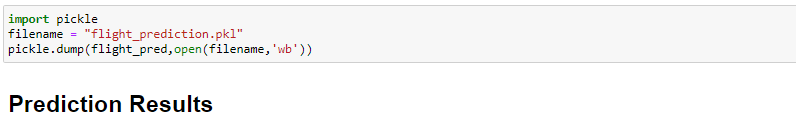 import pickle
filename = "flight_prediction.pkl"
pickle.dump(flight_pred,open(filename,'wb'))
Prediction Results